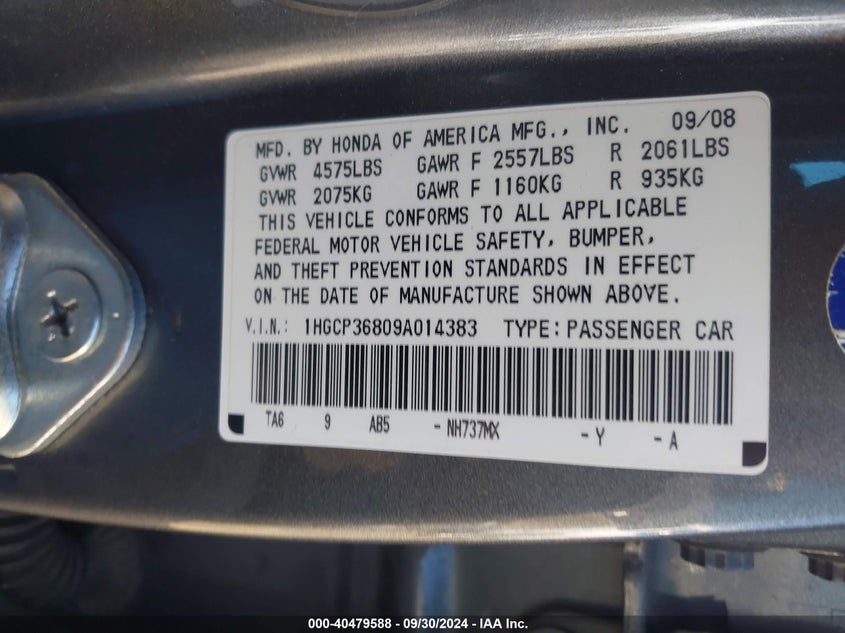 MFD. BY HONDA OF AMERICA MFG., INC. 09/08
GVWR 4575LBS GAWR F 2557LBS R 2061LBS
GVWR 2075KG GAWR F 1160KG R 935KG
THIS VEHICLE CONFORMS TO ALL APPLICABLE
FEDERAL MOTOR VEHICLE SAFETY, BUMPER,
AND THEFT PREVENTION STANDARDS IN EFFECT
ON THE DATE OF MANUFACTURE SHOWN ABOVE.
V.I.N.: 1HGCP36809A014383 TYPE: PASSENGER CAR
TA6 9 AB5 -NH737MX -Y -A
000-40479588 - 09/30/2024 - IAA Inc.